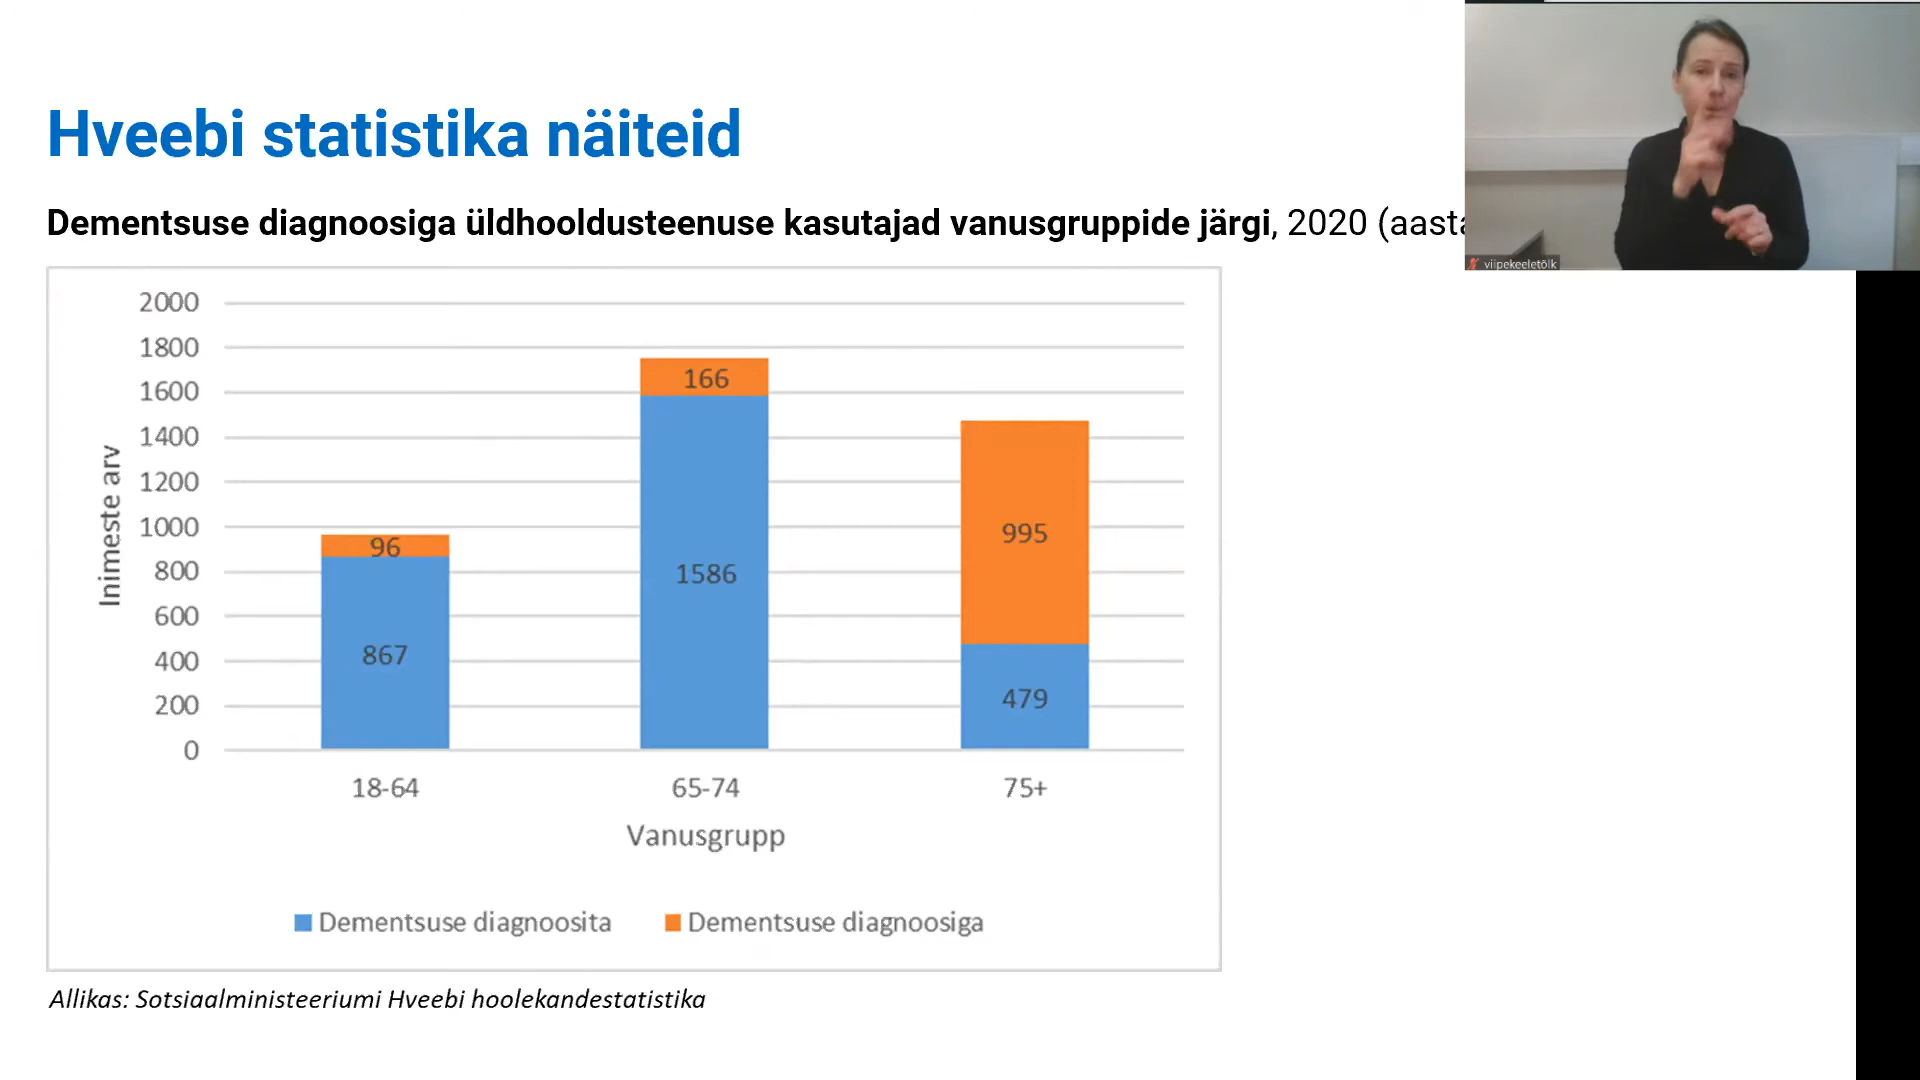 Hveebi statistika näiteid
Dementsuse diagnoosiga üldhooldusteenuse kasutajad vanusgruppide järgi, 2020 (aasta
viipekeeletõlk
2000
1800
1600
1400
1200
1000
800
600
400
200
0
Inimeste arv
96
867
166
1586
995
479
18-64
65-74
75+
Vanusgrupp
Dementsuse diagnoosita
Dementsuse diagnoosiga
Allikas: Sotsiaalministeeriumi Hveebi hoolekandestatistika